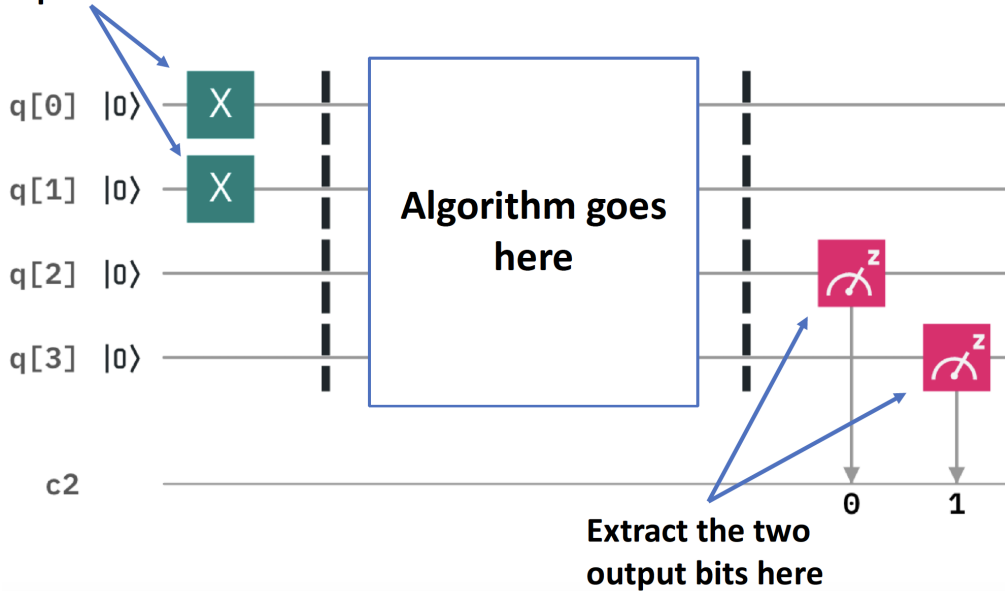 q[0] |0⟩ X
q[1] |0⟩ X
Algorithm goes
here
q[2] |0⟩ z
q[3] |0⟩ z
c2
0 1
Extract the two
output bits here